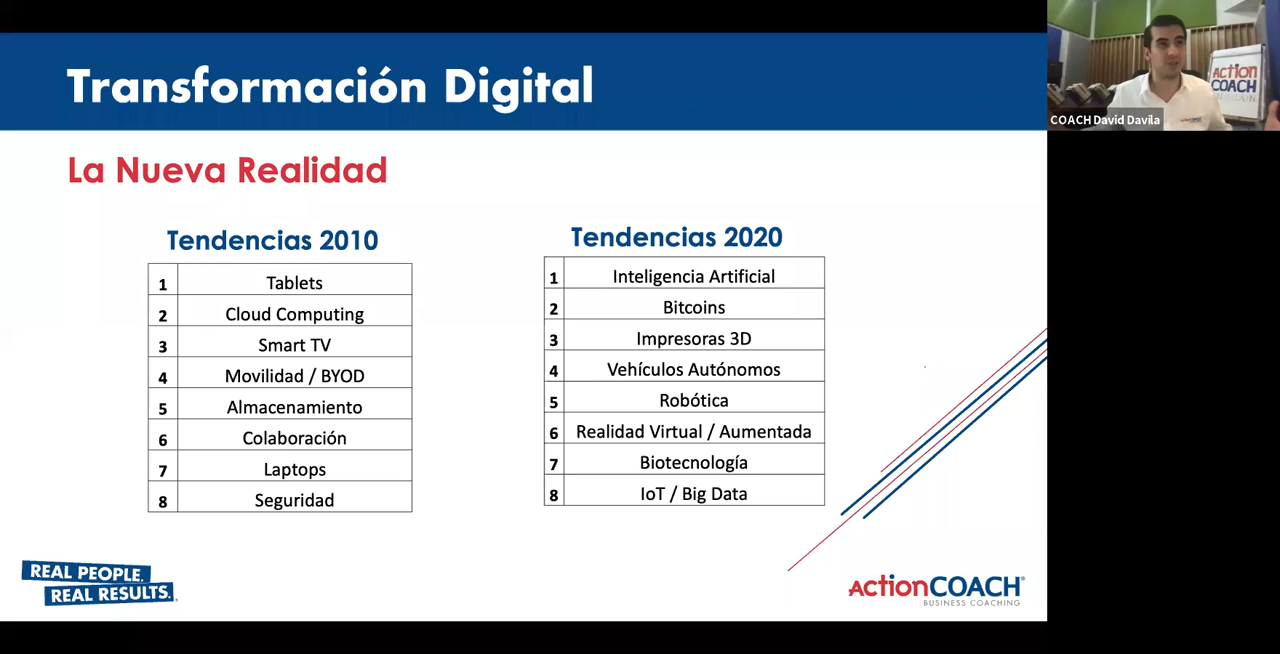 Transformación Digital
La Nueva Realidad
Tendencias 2010
1 Tablets
2 Cloud Computing
3 Smart TV
4 Movilidad / BYOD
5 Almacenamiento
6 Colaboración
7 Laptops
8 Seguridad
Tendencias 2020
1 Inteligencia Artificial
2 Bitcoins
3 Impresoras 3D
4 Vehículos Autónomos
5 Robótica
6 Realidad Virtual / Aumentada
7 Biotecnología
8 IoT / Big Data
REAL PEOPLE.
REAL RESULTS.
ActionCOACH®
BUSINESS COACHING
ACTION
COACH
COACH David Davila